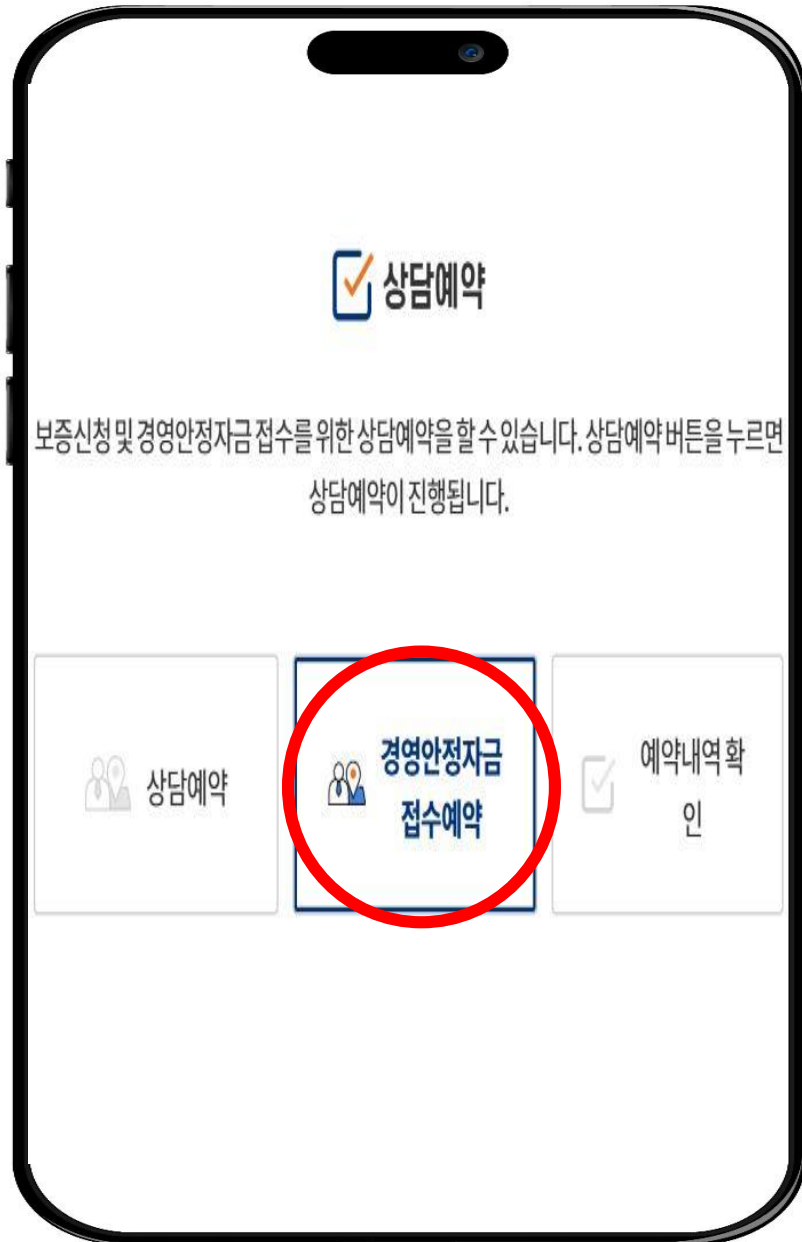 상담예약
보증신청 및 경영안정자금 접수를 위한 상담예약을 할 수 있습니다. 상담예약 버튼을 누르면
상담예약이 진행됩니다.
상담예약
경영안정자금
접수예약
예약내역 확
인